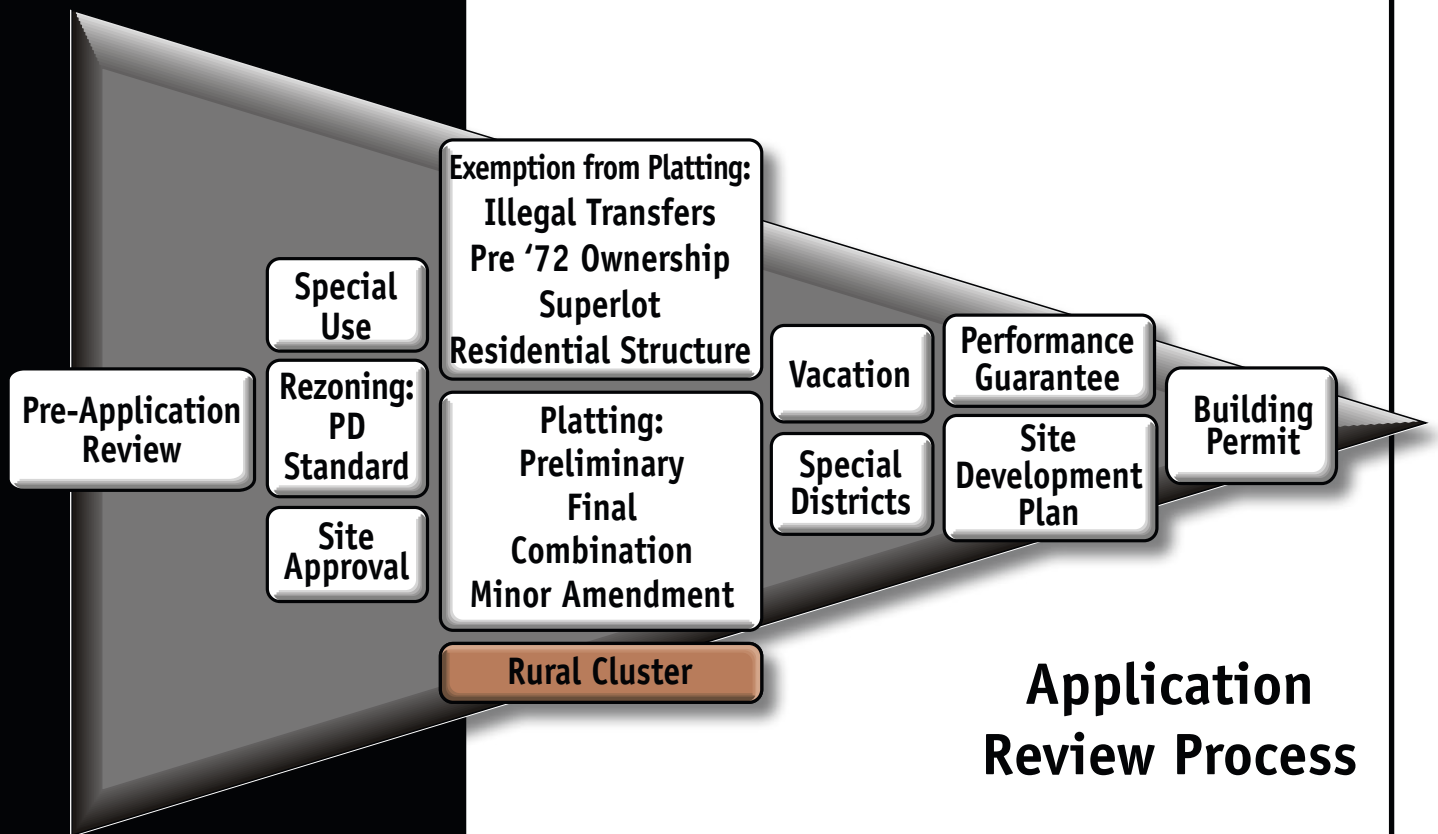 Pre-Application
Review
Special
Use
Rezoning:
PD
Standard
Site
Approval
Exemption from Platting:
Illegal Transfers
Pre ‘72 Ownership
Superlot
Residential Structure
Platting:
Preliminary
Final
Combination
Minor Amendment
Rural Cluster
Vacation
Special
Districts
Performance
Guarantee
Site
Development
Plan
Building
Permit
Application
Review Process